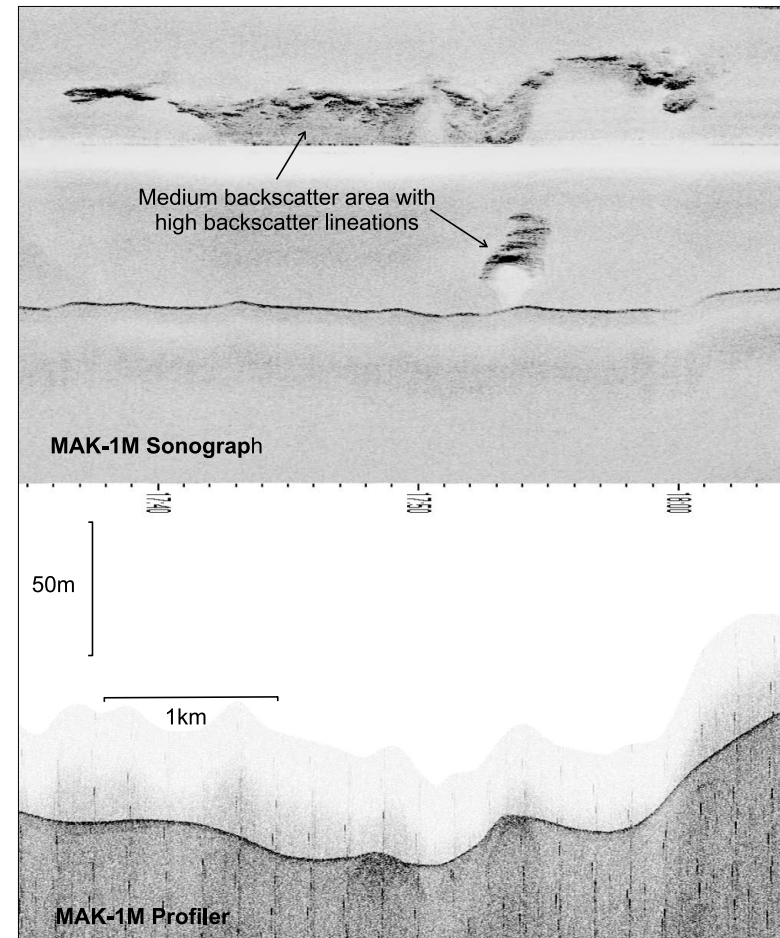 Medium backscatter area with
high backscatter lineations
MAK-1M Sonograph
17:40
17:50
18:00
50m
1km
MAK-1M Profiler